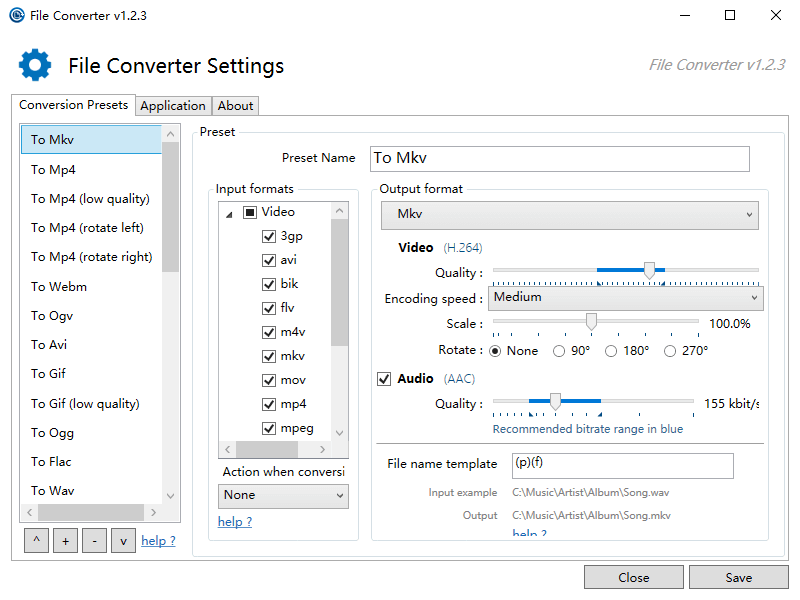 File Converter v1.2.3
File Converter Settings
File Converter v1.2.3
Conversion Presets
Application
About
To Mkv
To Mp4
To Mp4 (low quality)
To Mp4 (rotate left)
To Mp4 (rotate right)
To Webm
To Ogv
To Avi
To Gif
To Gif (low quality)
To Ogg
To Flac
To Wav
^
+
-
v
help ?
Preset
Preset Name
To Mkv
Input formats
Video
3gp
avi
bik
flv
m4v
mkv
mov
mp4
mpeg
Action when conversi
None
help ?
Output format
Mkv
Video (H.264)
Quality :
Encoding speed : Medium
Scale : 100.0%
Rotate : None 90° 180° 270°
Audio (AAC)
Quality : 155 kbit/s
Recommended bitrate range in blue
File name template (p)(f)
Input example C:\Music\Artist\Album\Song.wav
Output C:\Music\Artist\Album\Song.mkv
help ?
Close
Save